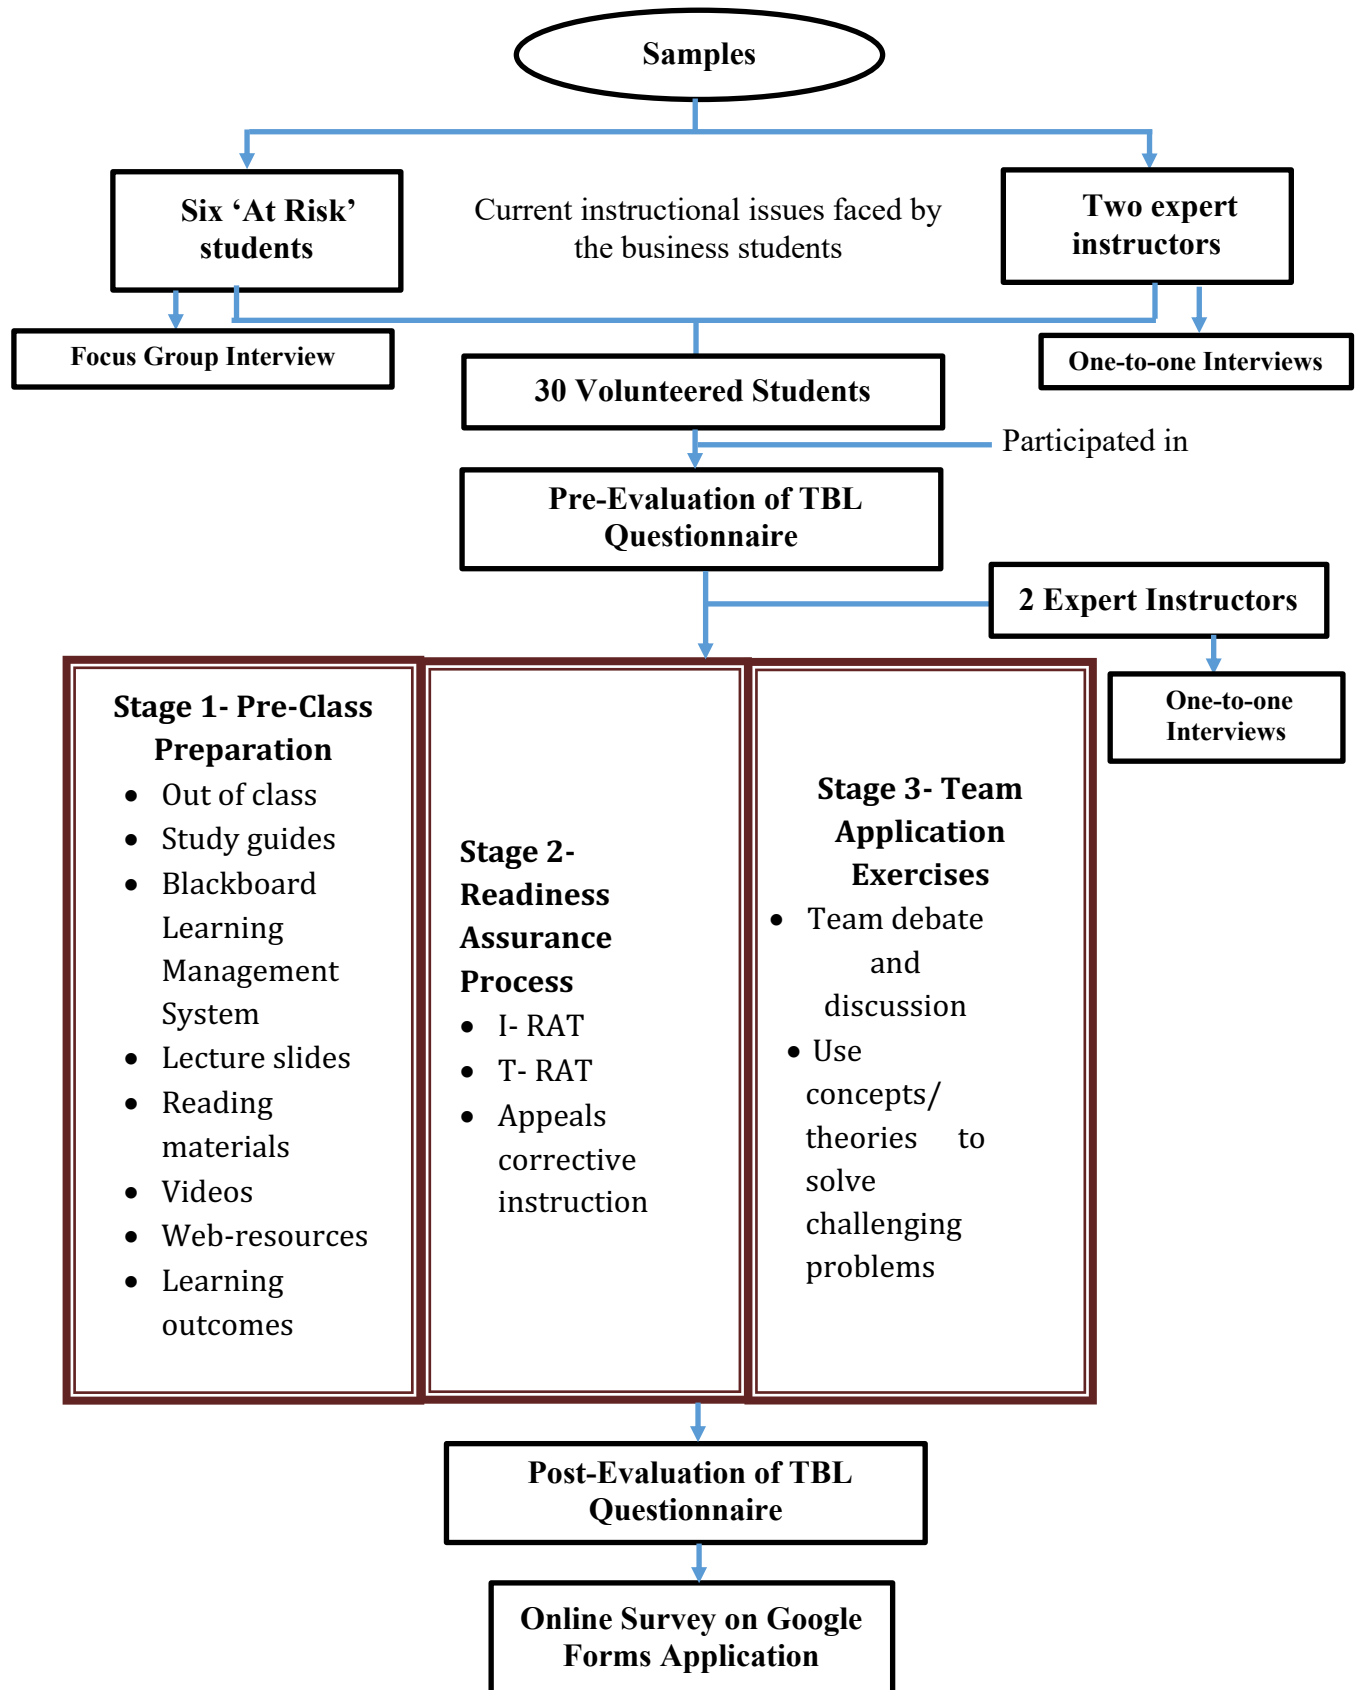 Samples
Six ‘At Risk’
students
Current instructional issues faced by
the business students
Two expert
instructors
Focus Group Interview
One-to-one Interviews
30 Volunteered Students
Participated in
Pre-Evaluation of TBL
Questionnaire
2 Expert Instructors
One-to-one
Interviews
Stage 1- Pre-Class
Preparation
• Out of class
• Study guides
• Blackboard
Learning
Management
System
• Lecture slides
• Reading
materials
• Videos
• Web-resources
• Learning
outcomes
Stage 2-
Readiness
Assurance
Process
• I- RAT
• T- RAT
• Appeals
corrective
instruction
Stage 3- Team
Application
Exercises
• Team debate
and
discussion
• Use
concepts/
theories to
solve
challenging
problems
Post-Evaluation of TBL
Questionnaire
Online Survey on Google
Forms Application